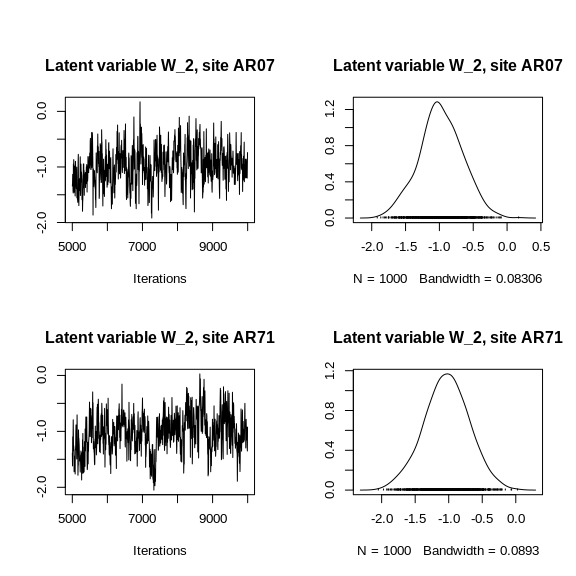 Latent variable W_2, site AR07
0.0
-1.0
-2.0
5000 7000 9000
Iterations
Latent variable W_2, site AR07
1.2
0.8
0.4
0.0
-2.0 -1.5 -1.0 -0.5 0.0 0.5
N = 1000 Bandwidth = 0.08306
Latent variable W_2, site AR71
0.0
-1.0
-2.0
5000 7000 9000
Iterations
Latent variable W_2, site AR71
1.2
0.8
0.4
0.0
-2.0 -1.5 -1.0 -0.5 0.0
N = 1000 Bandwidth = 0.0893